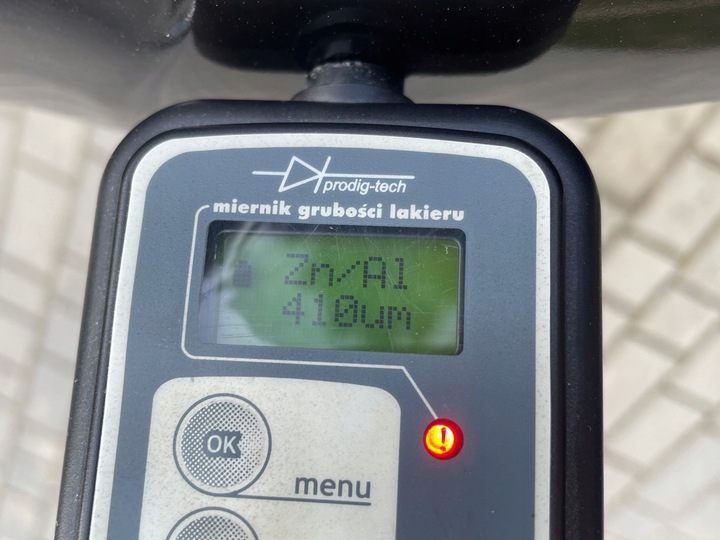 prodig-tech
miernik grubości lakieru
Zn/Al
410um
!
OK
menu